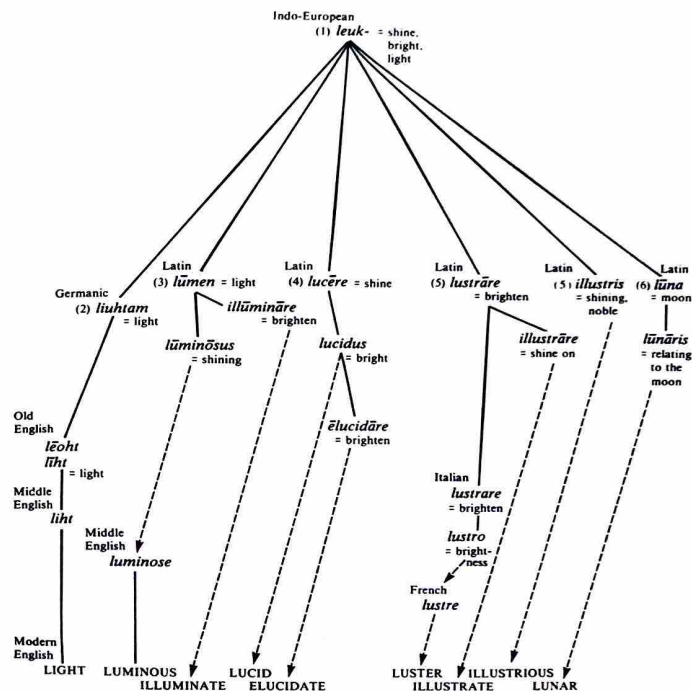 Indo-European
(1) leuk- = shine,
bright,
light
Latin
(3) lūmen = light
Latin
(4) lucēre = shine
Latin
(5) lustrāre
= brighten
Latin
(5) illustris
= shining,
noble
Latin
(6) lūna
= moon
Germanic
(2) liuhtam
= light
illūmināre
= brighten
lūminōsus
= shining
lucidus
= bright
illustrāre
= shine on
lūnāris
= relating
to the
moon
ēlucidāre
= brighten
Old
English
lēoht
līht
= light
Italian
lustrare
= brighten
Middle
English
liht
Middle
English
luminose
lustro
= bright-
ness
French
lustre
Modern
English
LIGHT
LUMINOUS
ILLUMINATE
LUCID
ELUCIDATE
LUSTER
ILLUSTRATE
ILLUSTRIOUS
LUNAR